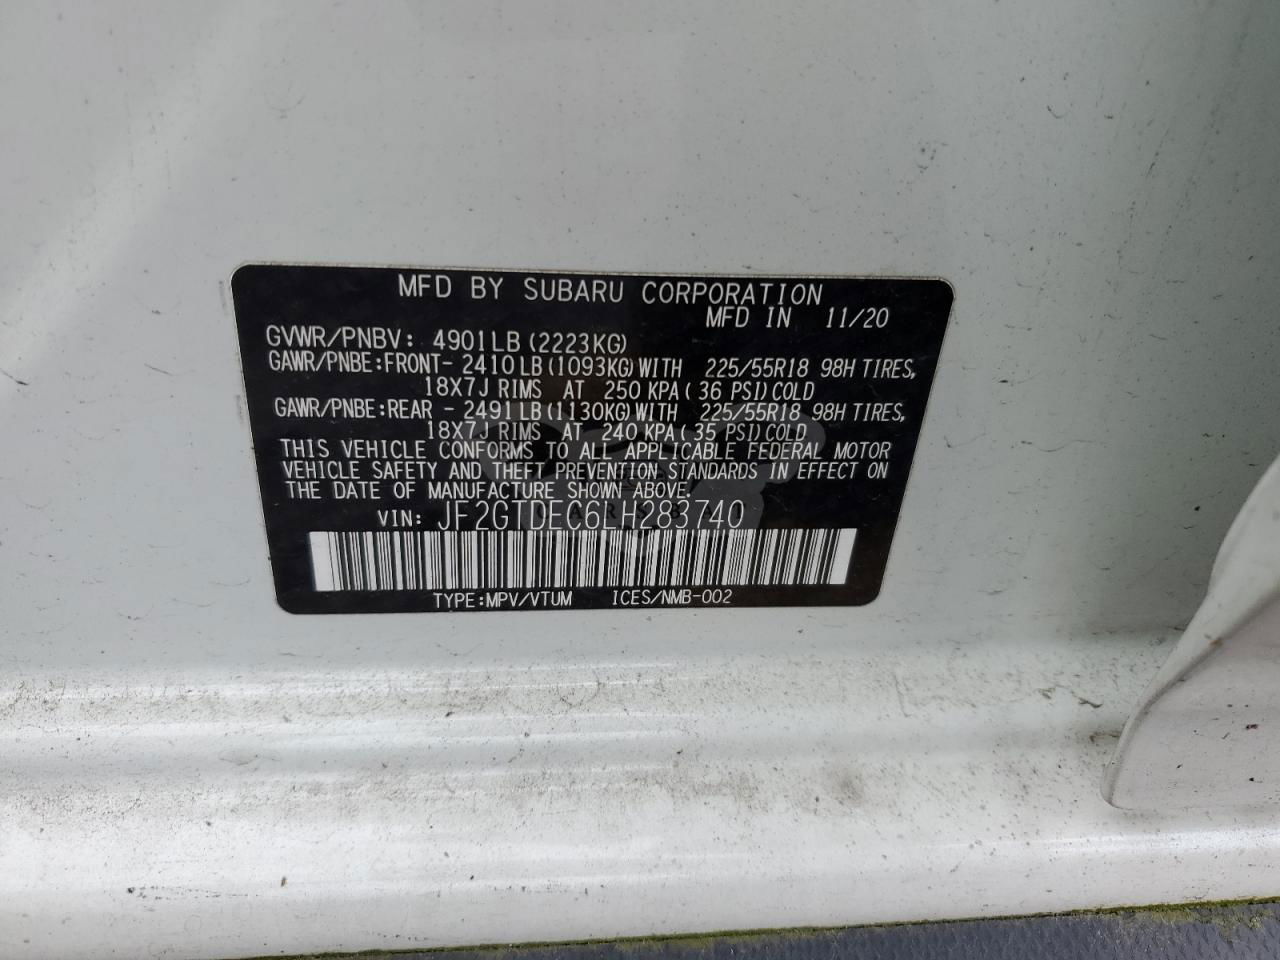 MFD BY SUBARU CORPORATION
MFD IN 11/20
GVWR/PNBV: 4901LB (2223KG)
GAWR/PNBE:FRONT- 2410LB(1093KG)WITH 225/55R18 98H TIRES,
18X7J RIMS AT 250 KPA(36 PSI)COLD
GAWR/PNBE:REAR - 2491LB(1130KG)WITH 225/55R18 98H TIRES,
18X7J RIMS AT 240 KPA(35 PSI)COLD
THIS VEHICLE CONFORMS TO ALL APPLICABLE FEDERAL MOTOR
VEHICLE SAFETY AND THEFT PREVENTION STANDARDS IN EFFECT ON
THE DATE OF MANUFACTURE SHOWN ABOVE.
VIN: JF2GTDEC6LH283740
TYPE:MPV/VTUM ICES/NMB-002